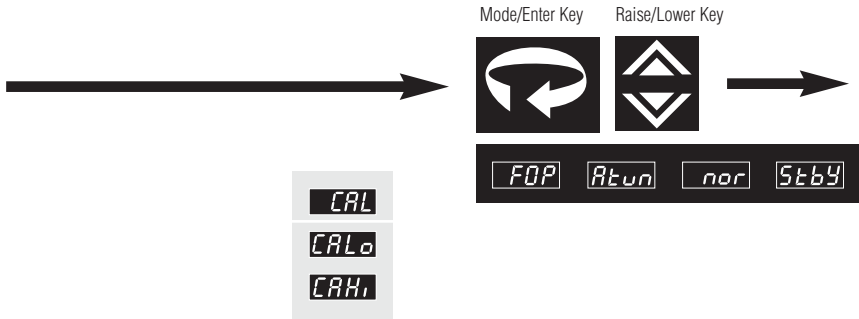 Mode/Enter Key Raise/Lower Key
FOP Atun nor StbY
CAL
CALo
CAHi